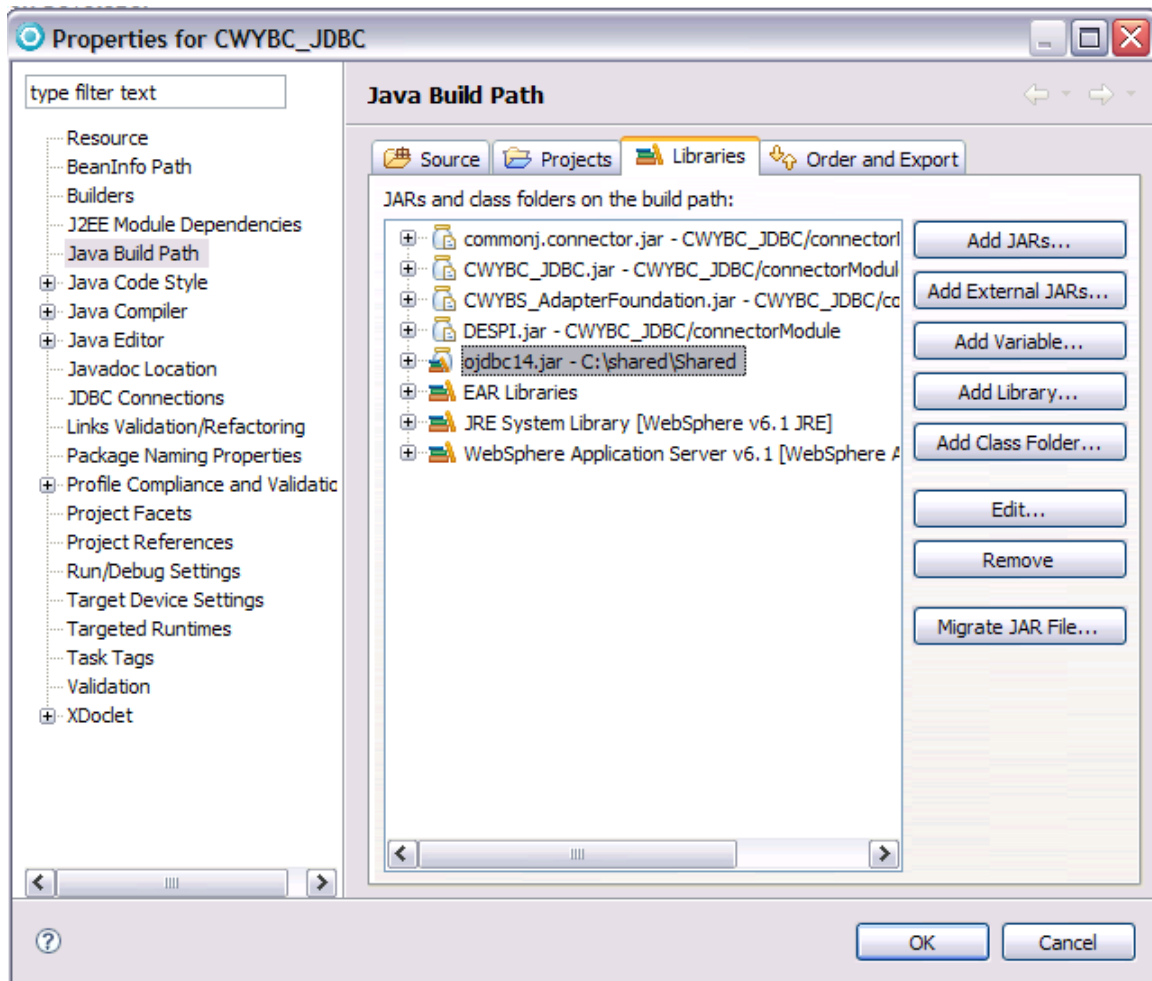 Properties for CWYBC_JDBC
type filter text
Resource
BeanInfo Path
Builders
J2EE Module Dependencies
Java Build Path
Java Code Style
Java Compiler
Java Editor
Javadoc Location
JDBC Connections
Links Validation/Refactoring
Package Naming Properties
Profile Compliance and Validatic
Project Facets
Project References
Run/Debug Settings
Target Device Settings
Targeted Runtimes
Task Tags
Validation
XDoclet
Java Build Path
Source Projects Libraries Order and Export
JARs and class folders on the build path:
commonj.connector.jar - CWYBC_JDBC/connectorl
CWYBC_JDBC.jar - CWYBC_JDBC/connectorModul
CWYBS_AdapterFoundation.jar - CWYBC_JDBC/cc
DESPI.jar - CWYBC_JDBC/connectorModule
ojdbc14.jar - C:\shared\Shared
EAR Libraries
JRE System Library [WebSphere v6.1 JRE]
WebSphere Application Server v6.1 [WebSphere A
Add JARs...
Add External JARs...
Add Variable...
Add Library...
Add Class Folder...
Edit...
Remove
Migrate JAR File...
OK Cancel